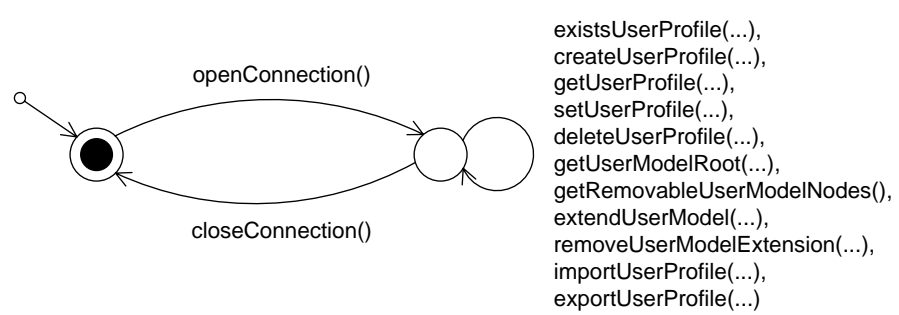 openConnection()
closeConnection()
existsUserProfile(...),
createUserProfile(...),
getUserProfile(...),
setUserProfile(...),
deleteUserProfile(...),
getUserModelRoot(...),
getRemovableUserModelNodes(),
extendUserModel(...),
removeUserModelExtension(...),
importUserProfile(...),
exportUserProfile(...)